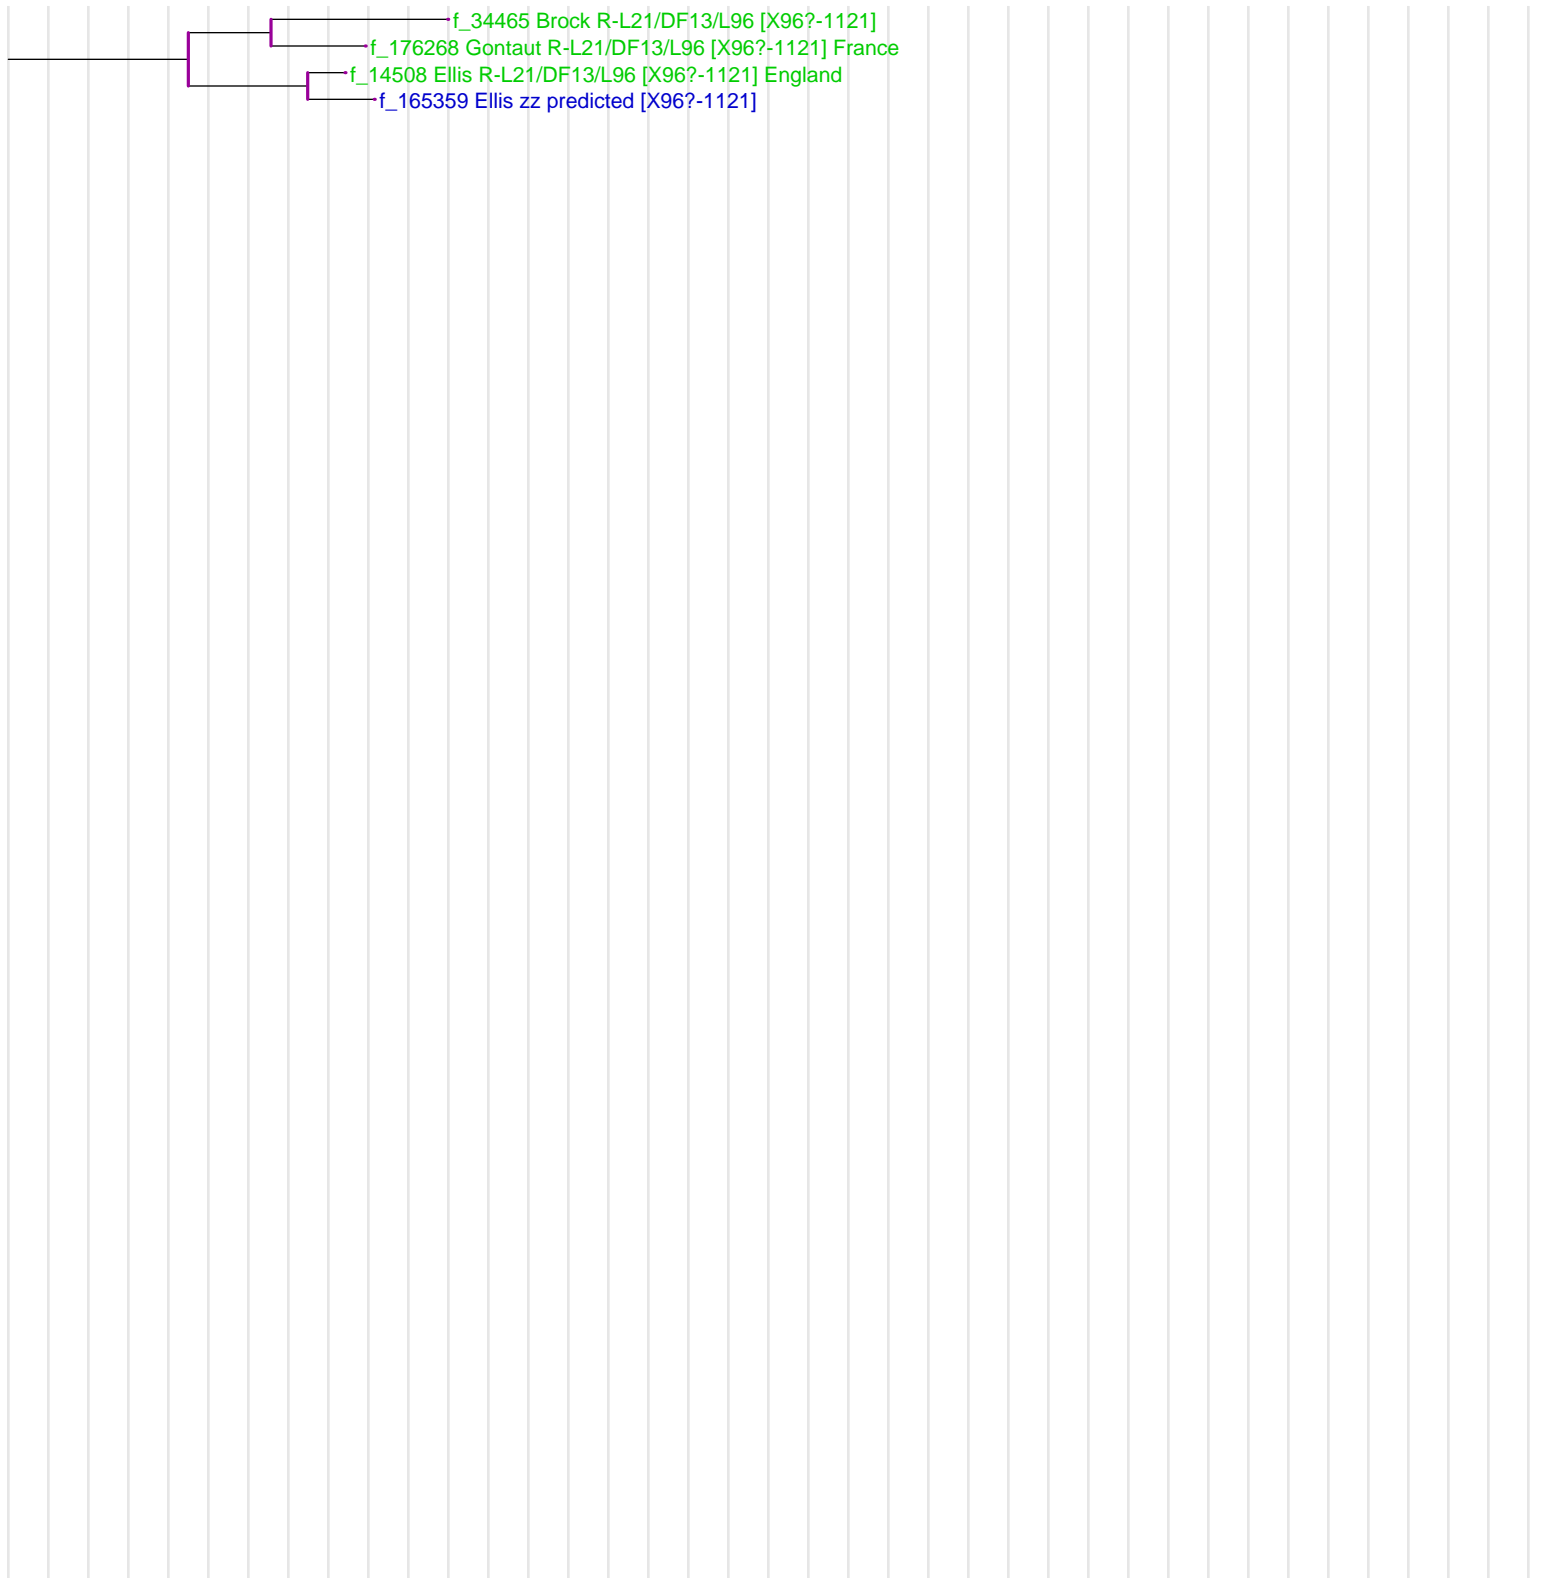 f_34465 Brock R-L21/DF13/L96 [X96?-1121]
f_176268 Gontaut R-L21/DF13/L96 [X96?-1121] France
f_14508 Ellis R-L21/DF13/L96 [X96?-1121] England
f_165359 Ellis zz predicted [X96?-1121]